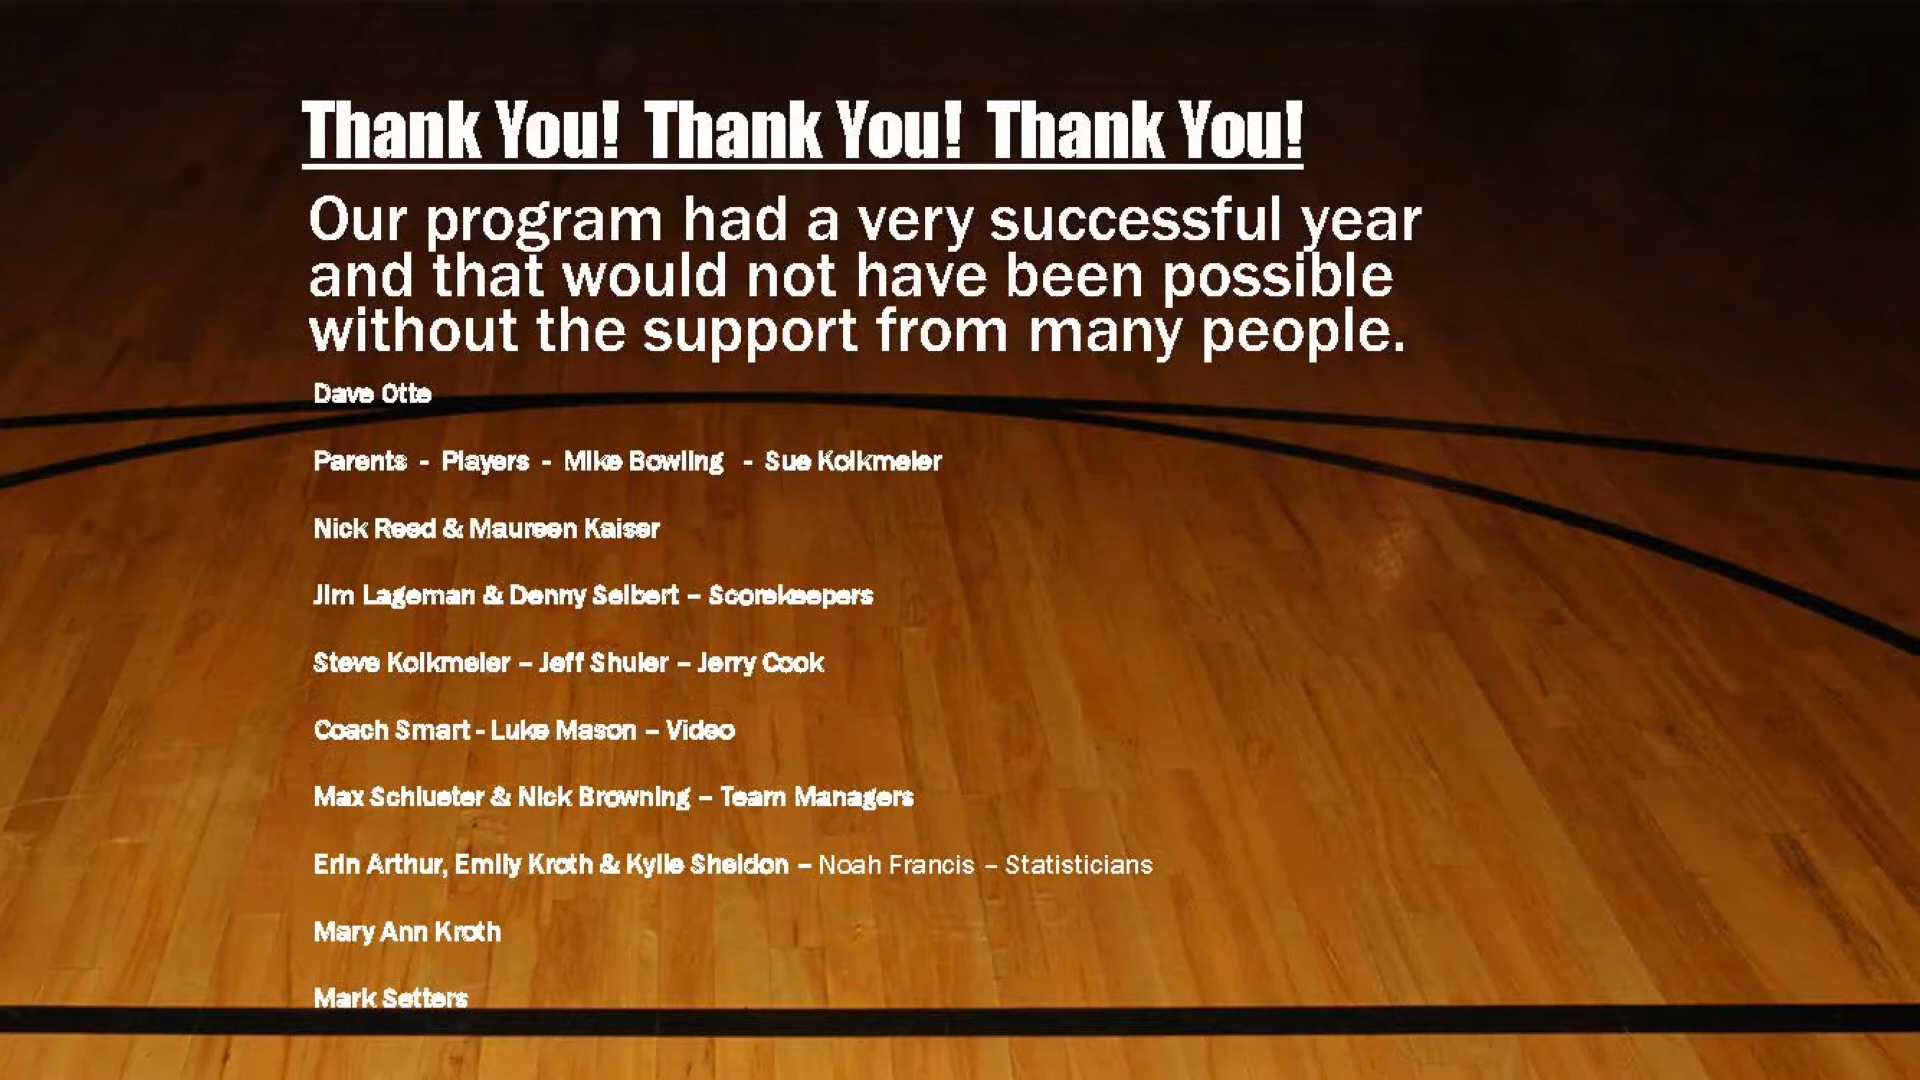 Thank You!  Thank You!  Thank You!
Our program had a very successful year
and that would not have been possible
without the support from many people.
Dave Otte
Parents - Players - Mike Bowling - Sue Kolkmeier
Nick Reed & Maureen Kaiser
Jim Lageman & Denny Seibert – Scorekeepers
Steve Kolkmeier – Jeff Shuler – Jerry Cook
Coach Smart - Luke Mason – Video
Max Schlueter & Nick Browning – Team Managers
Erin Arthur, Emily Kroth & Kylie Sheldon – Noah Francis – Statisticians
Mary Ann Kroth
Mark Setters